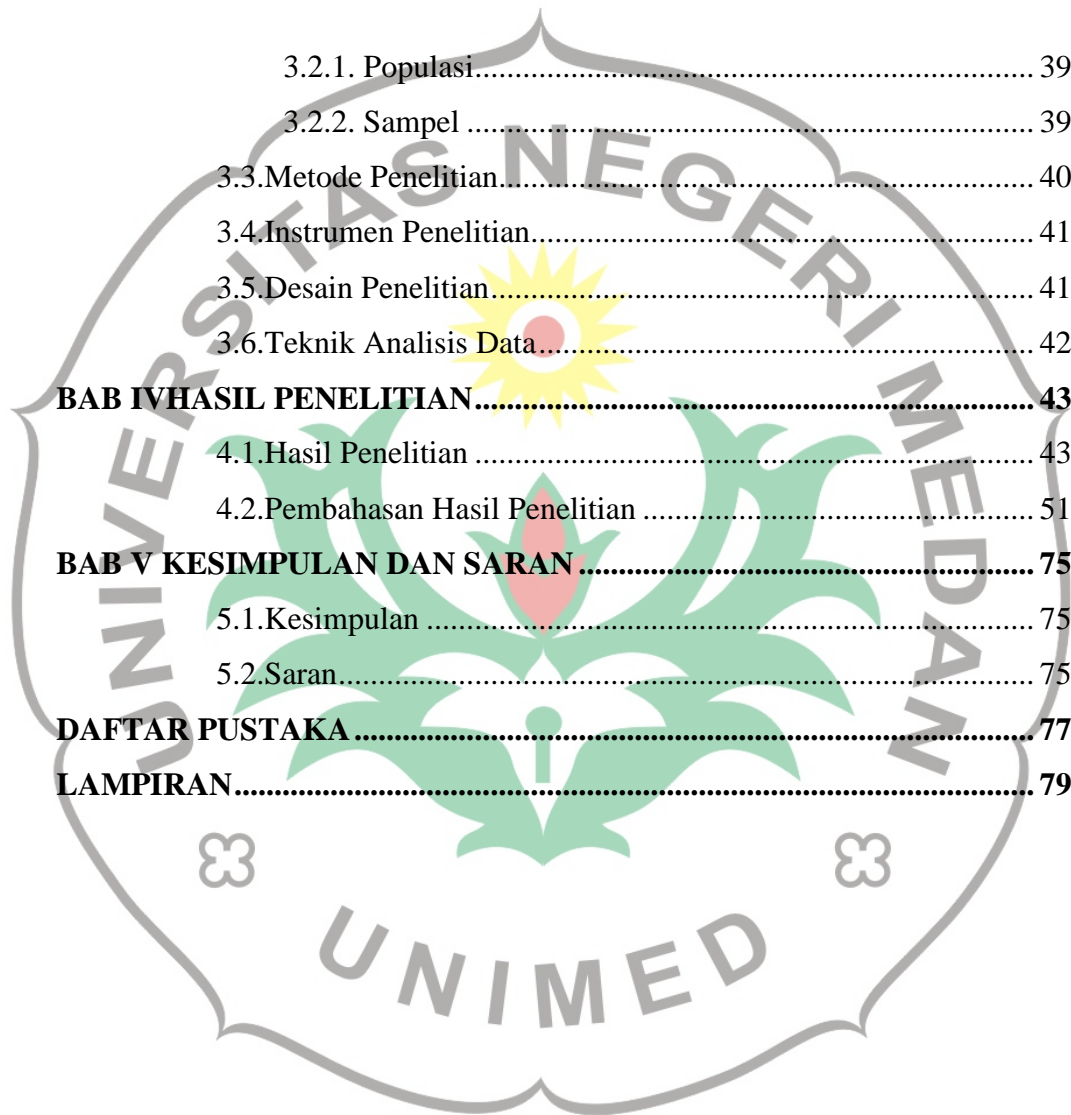 3.2.1. Populasi.................................................................................. 39
3.2.2. Sampel .................................................................................. 39
3.3.Metode Penelitian.................................................................................. 40
3.4.Instrumen Penelitian.................................................................................. 41
3.5.Desain Penelitian.................................................................................. 41
3.6.Teknik Analisis Data.................................................................................. 42
BAB IVHASIL PENELITIAN.................................................................................. 43
4.1.Hasil Penelitian .................................................................................. 43
4.2.Pembahasan Hasil Penelitian .................................................................................. 51
BAB V KESIMPULAN DAN SARAN .................................................................................. 75
5.1.Kesimpulan .................................................................................. 75
5.2.Saran.................................................................................. 75
DAFTAR PUSTAKA .................................................................................. 77
LAMPIRAN.................................................................................. 79
UNIVERSITAS NEGERI MEDAN
UNIMED